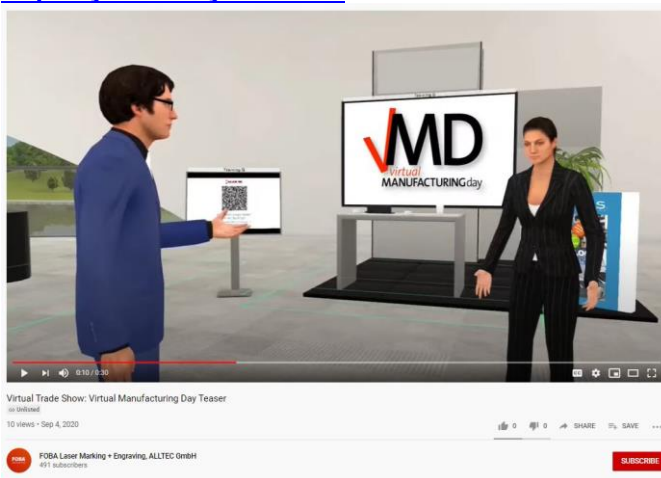 VMD
Virtual
MANUFACTURINGday
S
0:10 / 0:30
Virtual Trade Show: Virtual Manufacturing Day Teaser
Unlisted
10 views • Sep 4, 2020
0
0
SHARE
SAVE
FOBA
FOBA Laser Marking + Engraving, ALLTEC GmbH
491 subscribers
SUBSCRIBE